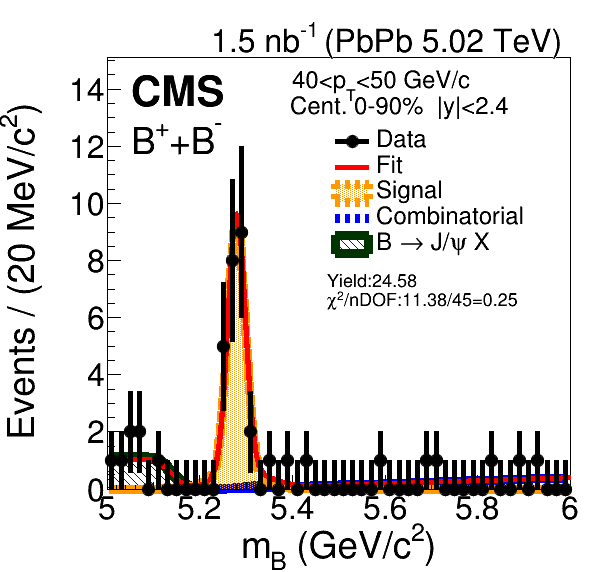 1.5 nb⁻¹ (PbPb 5.02 TeV)
CMS
B⁺+B⁻
40<p_T<50 GeV/c
Cent. 0-90% |y|<2.4
Data
Fit
Signal
Combinatorial
B → J/ψ X
Yield:24.58
χ²/nDOF:11.38/45=0.25
Events / (20 MeV/c²)
14
12
10
8
6
4
2
0
5 5.2 5.4 5.6 5.8 6
m_B (GeV/c²)